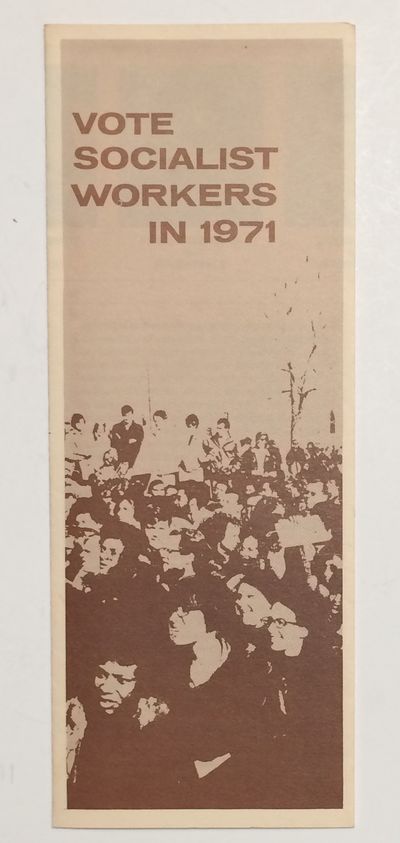 VOTE
SOCIALIST
WORKERS
IN 1971